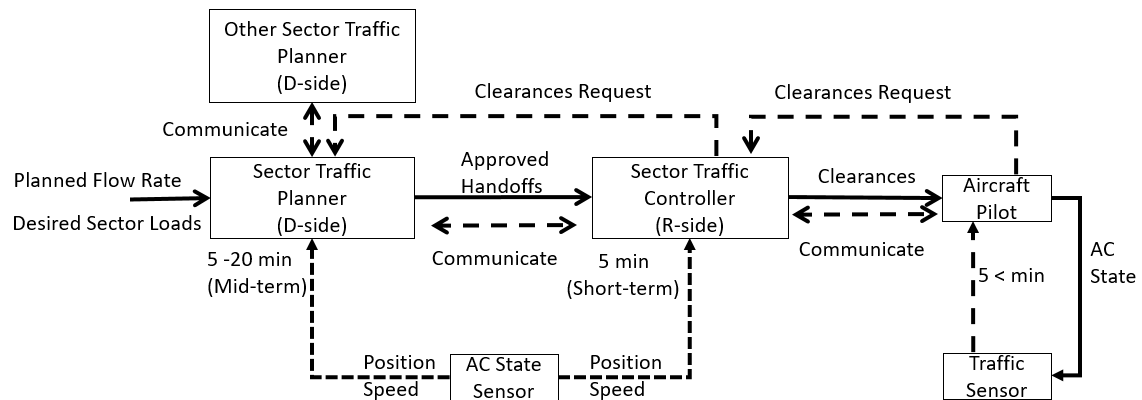 Other Sector Traffic
Planner
(D-side)
Clearances Request
Clearances Request
Communicate
Planned Flow Rate
Desired Sector Loads
Sector Traffic
Planner
(D-side)
Approved
Handoffs
Communicate
Sector Traffic
Controller
(R-side)
Clearances
Communicate
Aircraft
Pilot
5 -20 min
(Mid-term)
5 min
(Short-term)
5 < min
AC
State
Position
Speed
AC State
Sensor
Position
Speed
Traffic
Sensor